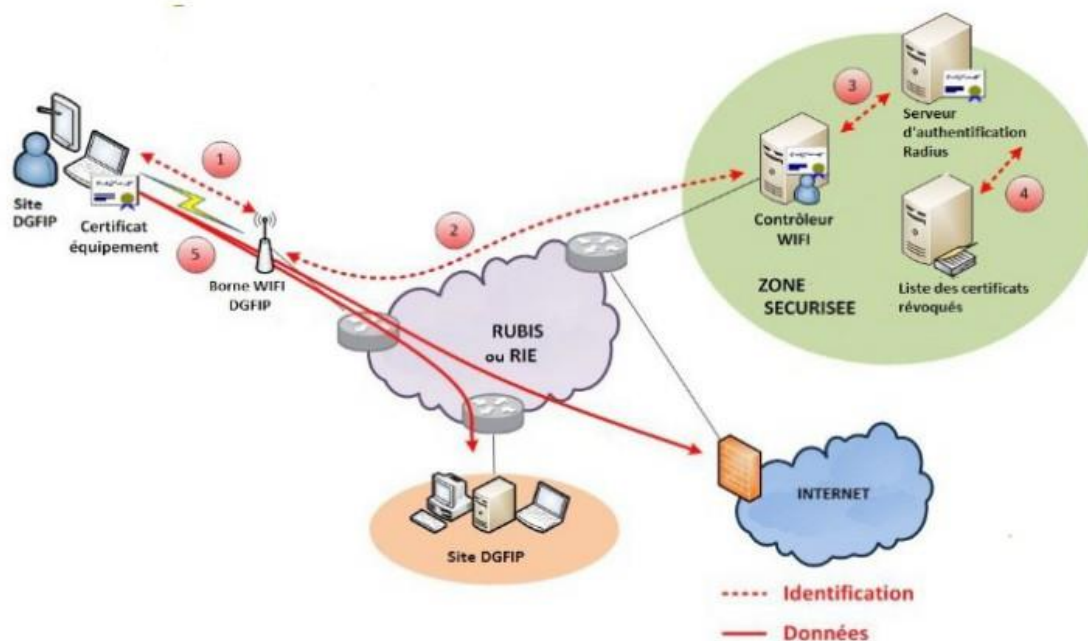 1
Site
DGFIP
Certificat
équipement
5
Borne WIFI
DGFIP
2
RUBIS
ou RIE
Site DGFIP
3
Serveur
d'authentification
Radius
4
Contrôleur
WIFI
ZONE
SECURISEE
Liste des certificats
révoqués
INTERNET
Identification
Données